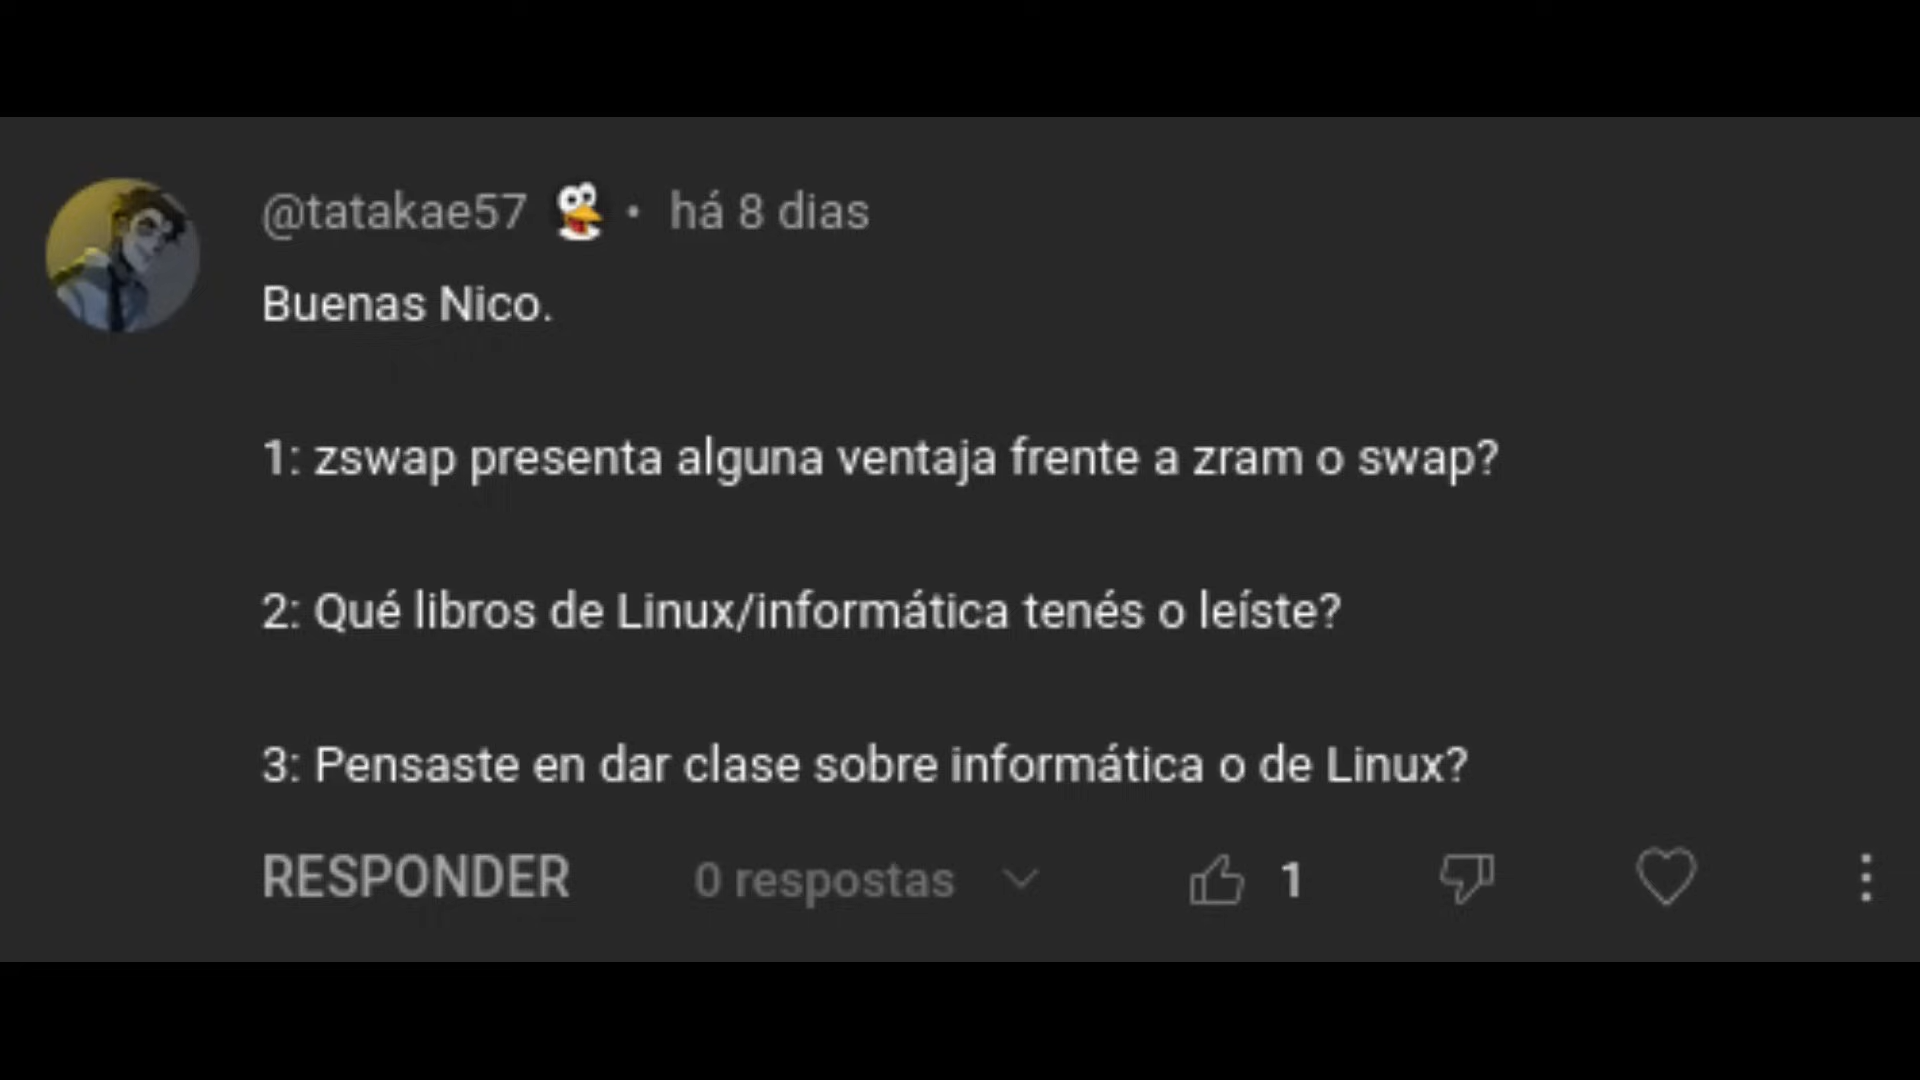 @tatakae57 • há 8 dias
Buenas Nico.
1: zswap presenta alguna ventaja frente a zram o swap?
2: Qué libros de Linux/informática tenés o leíste?
3: Pensaste en dar clase sobre informática o de Linux?
RESPONDER 0 respostas 1